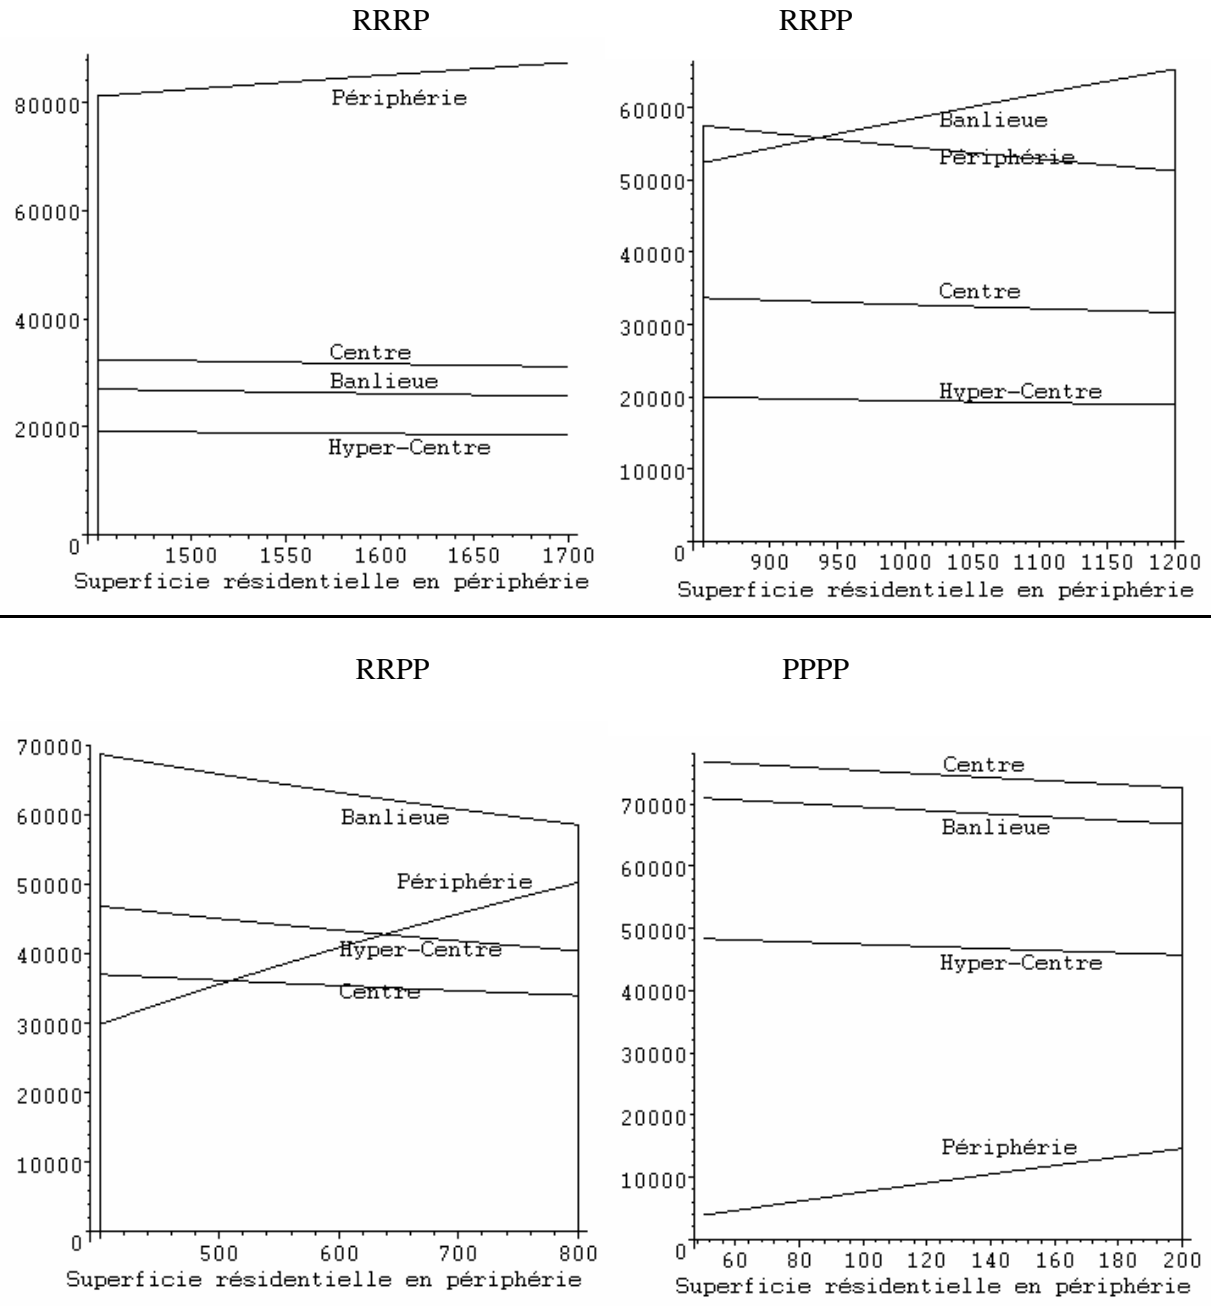 RRRP
80000
60000
40000
20000
0
Périphérie
Centre
Banlieue
Hyper-Centre
1500 1550 1600 1650 1700
Superficie résidentielle en périphérie
RRPP
60000
50000
40000
30000
20000
10000
0
Banlieue
Périphérie
Centre
Hyper-Centre
900 950 1000 1050 1100 1150 1200
Superficie résidentielle en périphérie
RRPP
70000
60000
50000
40000
30000
20000
10000
0
Banlieue
Périphérie
Hyper-Centre
Centre
500 600 700 800
Superficie résidentielle en périphérie
PPPP
70000
60000
50000
40000
30000
20000
10000
0
Centre
Banlieue
Hyper-Centre
Périphérie
60 80 100 120 140 160 180 200
Superficie résidentielle en périphérie